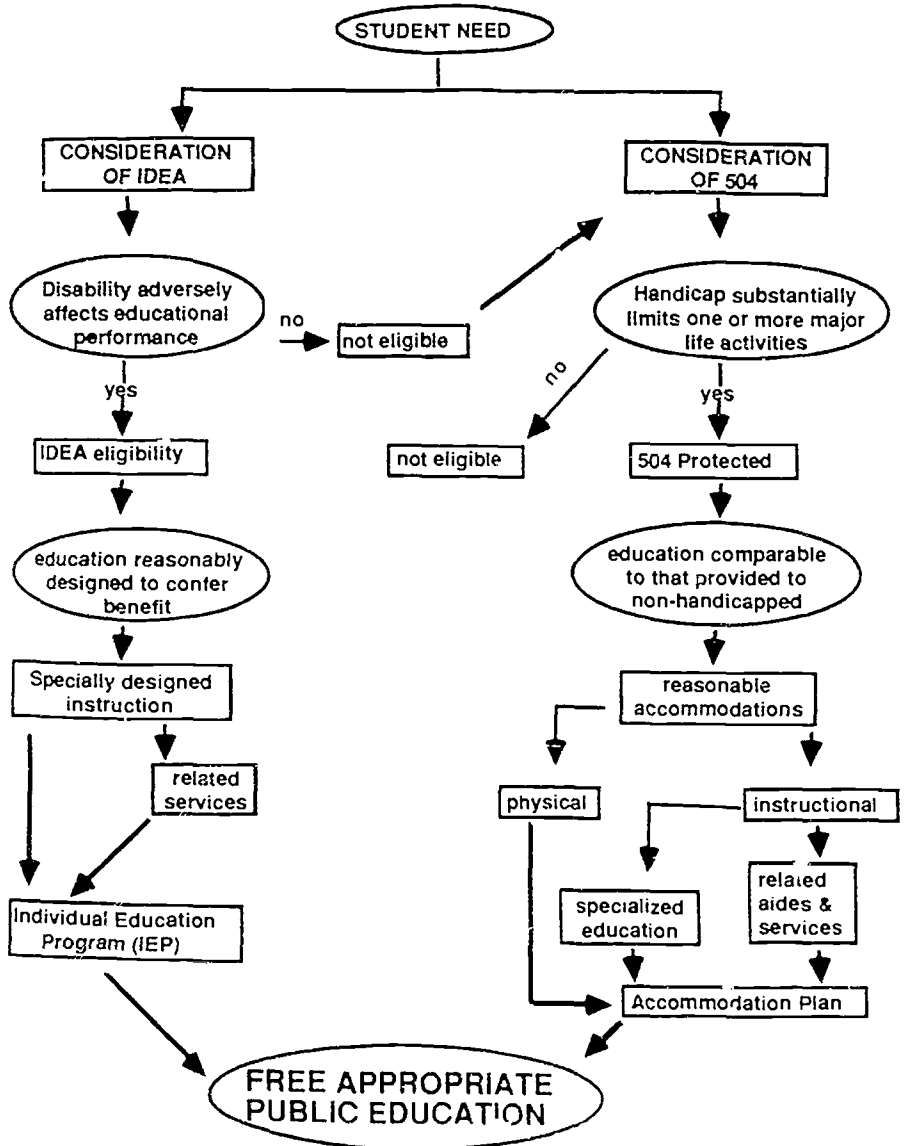 STUDENT NEED
CONSIDERATION
OF IDEA
CONSIDERATION
OF 504
Disability adversely
affects educational
performance
no
not eligible
Handicap substantially
limits one or more major
life activities
yes
no
yes
IDEA eligibility
not eligible
504 Protected
education reasonably
designed to confer
benefit
education comparable
to that provided to
non-handicapped
Specially designed
instruction
reasonable
accommodations
related
services
physical
instructional
specialized
education
related
aides &
services
Individual Education
Program (IEP)
Accommodation Plan
FREE APPROPRIATE
PUBLIC EDUCATION